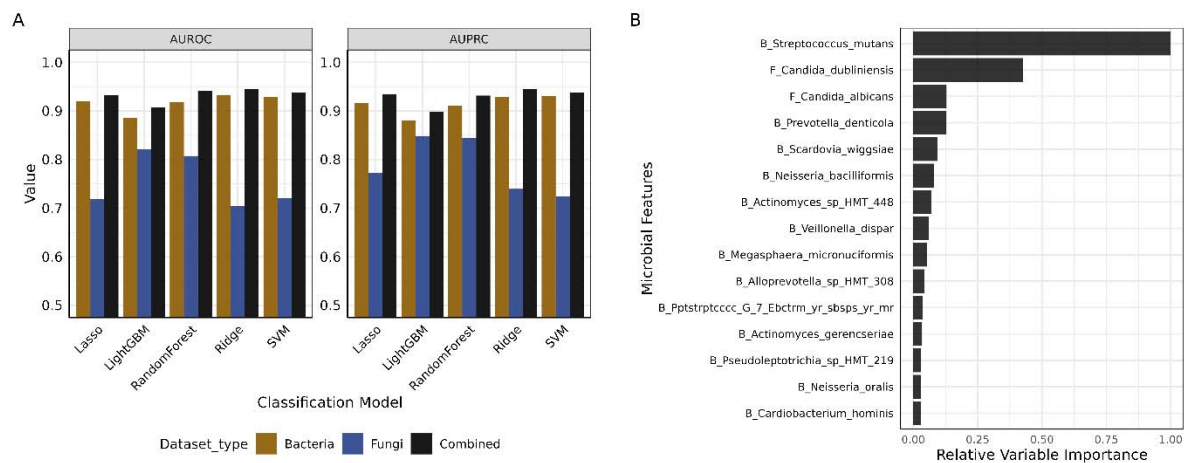 A
AUROC
AUPRC
1.0
0.9
0.8
0.7
0.6
0.5
Value
1.0
0.9
0.8
0.7
0.6
0.5
Lasso
LightGBM
RandomForest
Ridge
SVM
Lasso
LightGBM
RandomForest
Ridge
SVM
Classification Model
Dataset_type Bacteria Fungi Combined
B
Microbial Features
B_Streptococcus_mutans
F_Candida_dubliniensis
F_Candida_albicans
B_Prevotella_denticola
B_Scardovia_wiggsiae
B_Neisseria_bacilliformis
B_Actinomyces_sp_HMT_448
B_Veillonella_dispar
B_Megasphaera_micronuciformis
B_Alloprevotella_sp_HMT_308
B_Pptstrptcccc_G_7_Ebctrm_yr_sbsps_yr_mr
B_Actinomyces_gerencseriae
B_Pseudoleptotrichia_sp_HMT_219
B_Neisseria_oralis
B_Cardiobacterium_hominis
0.00 0.25 0.50 0.75 1.00
Relative Variable Importance